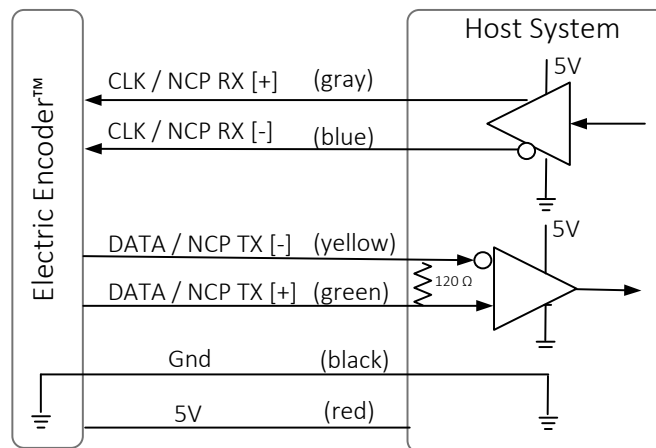 Host System
5V
CLK / NCP RX [+] (gray)
CLK / NCP RX [-] (blue)
Electric Encoder™
5V
DATA / NCP TX [-] (yellow)
120 Ω
DATA / NCP TX [+] (green)
Gnd (black)
5V (red)